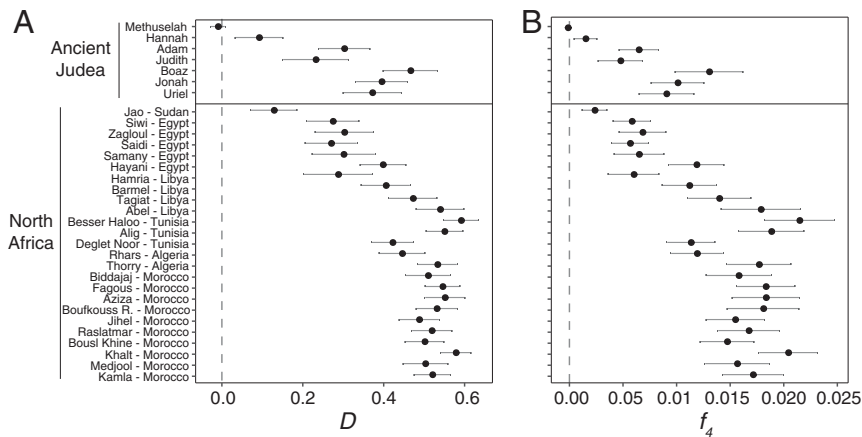 A
B
Ancient
Judea
Methuselah
Hannah
Adam
Judith
Boaz
Jonah
Uriel
North
Africa
Jao - Sudan
Siwi - Egypt
Zagloul - Egypt
Saidi - Egypt
Samany - Egypt
Hayani - Egypt
Hamria - Libya
Barmel - Libya
Tagiat - Libya
Abel - Libya
Besser Haloo - Tunisia
Alig - Tunisia
Deglet Noor - Tunisia
Rhars - Algeria
Thorry - Algeria
Biddajaj - Morocco
Fagous - Morocco
Aziza - Morocco
Boufkouss R. - Morocco
Jihel - Morocco
Raslatmar - Morocco
Bousl Khine - Morocco
Khalt - Morocco
Medjool - Morocco
Kamla - Morocco
0.0 0.2 0.4 0.6
D
0.00 0.05 0.010 0.015 0.020 0.025
f4